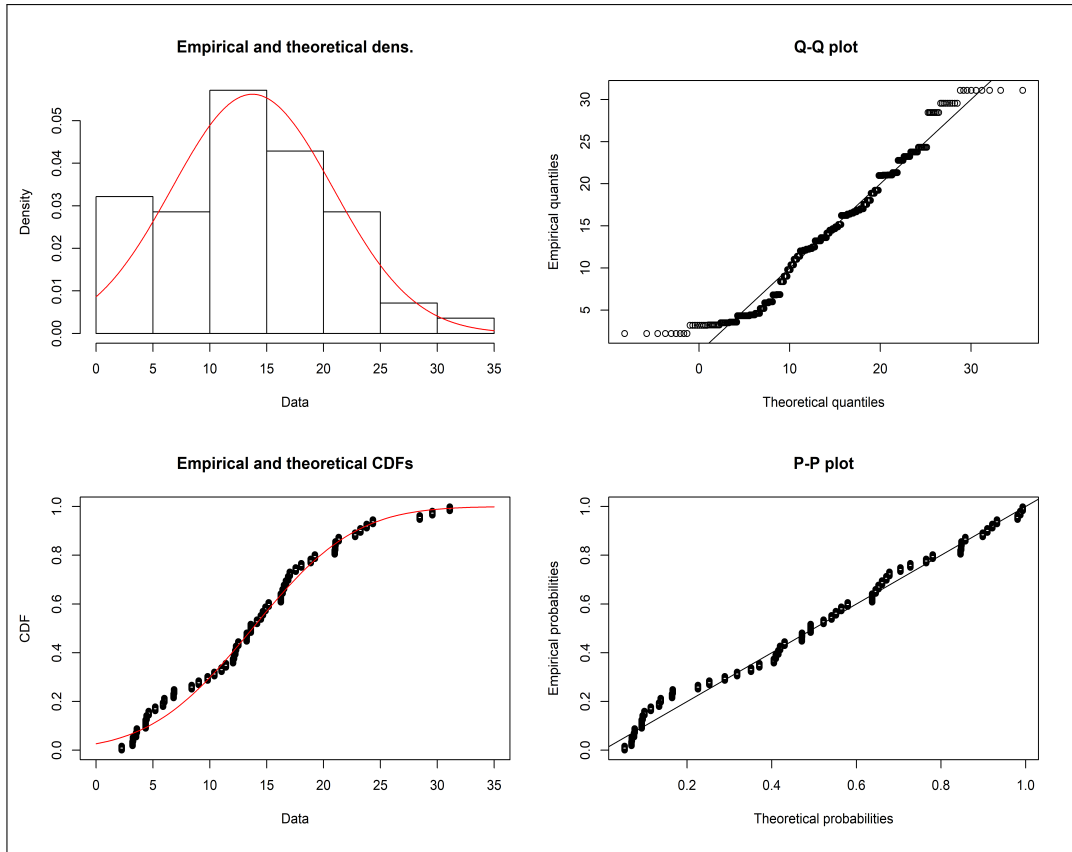 Empirical and theoretical dens.
Density
0.00 0.01 0.02 0.03 0.04 0.05
0 5 10 15 20 25 30 35
Data
Q-Q plot
Empirical quantiles
5 10 15 20 25 30
0 10 20 30
Theoretical quantiles
Empirical and theoretical CDFs
CDF
0.0 0.2 0.4 0.6 0.8 1.0
0 5 10 15 20 25 30 35
Data
P-P plot
Empirical probabilities
0.0 0.2 0.4 0.6 0.8 1.0
0.2 0.4 0.6 0.8 1.0
Theoretical probabilities